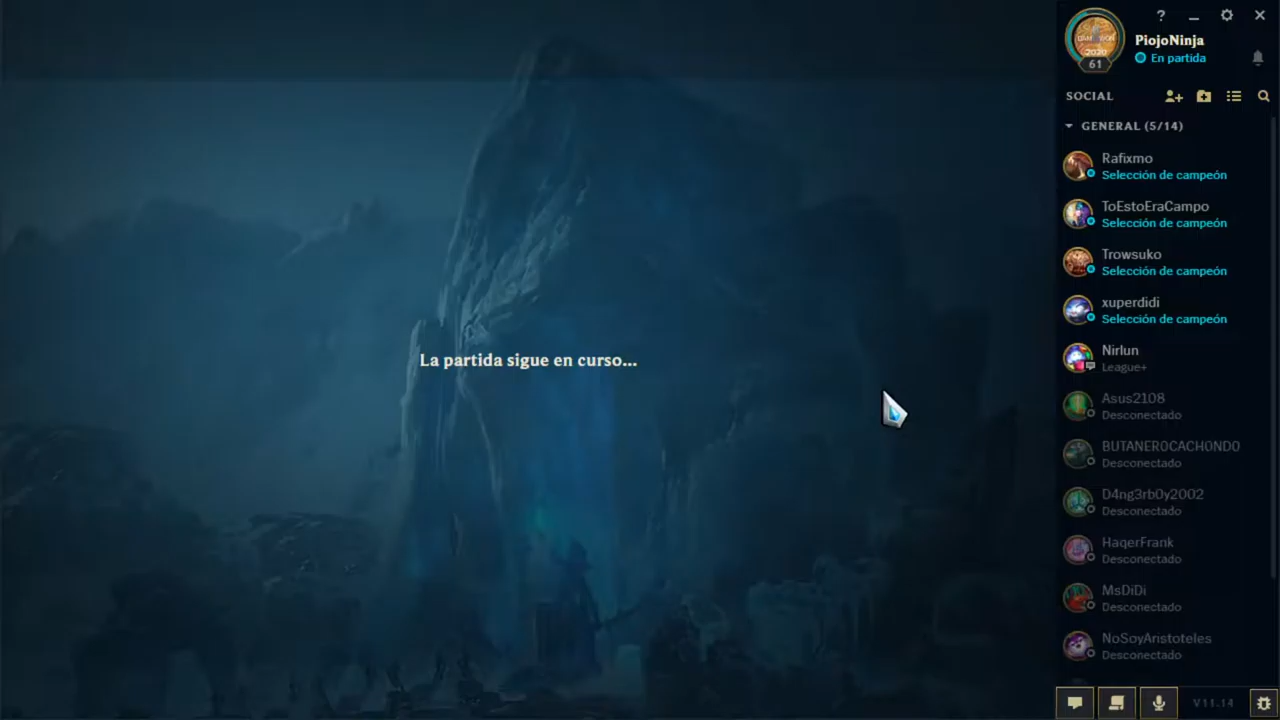 ?
PiojoNinja
En partida
2020
61
SOCIAL
GENERAL (5/14)
Rafixmo
Selección de campeón
ToEstoEraCampo
Selección de campeón
Trowsuko
Selección de campeón
xuperdidi
Selección de campeón
Nirlun
League+
Asus2108
Desconectado
BUTANEROCACHONDO
Desconectado
D4ng3rb0y2002
Desconectado
HaqerFrank
Desconectado
MsDiDi
Desconectado
NoSoyAristoteles
Desconectado
La partida sigue en curso...
V11.14